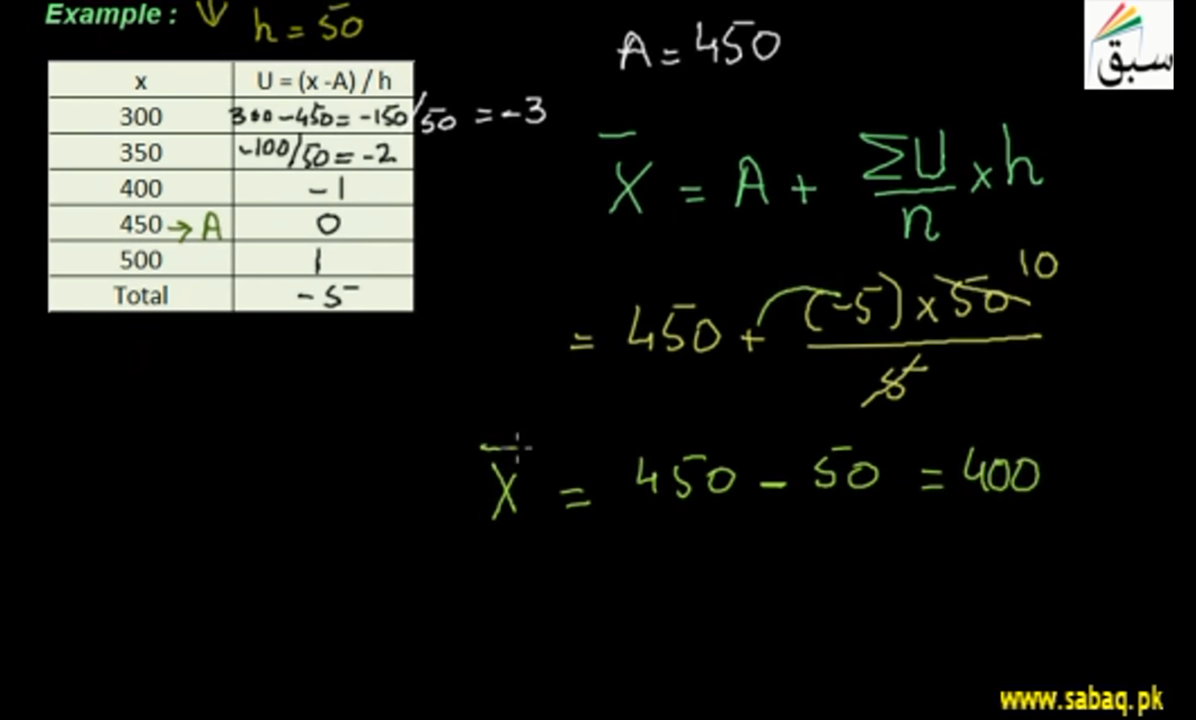 Example : ↓ h = 50
A = 450
سبق
x U = (x -A) / h
300 300 - 450 = -150/50 = -3
350 -100/50 = -2
400 -1
450 → A 0
500 1
Total -5
X̄ = A + ΣU/n × h
= 450 + (-5) × 50 10 / 5
X̄ = 450 - 50 = 400
www.sabaq.pk